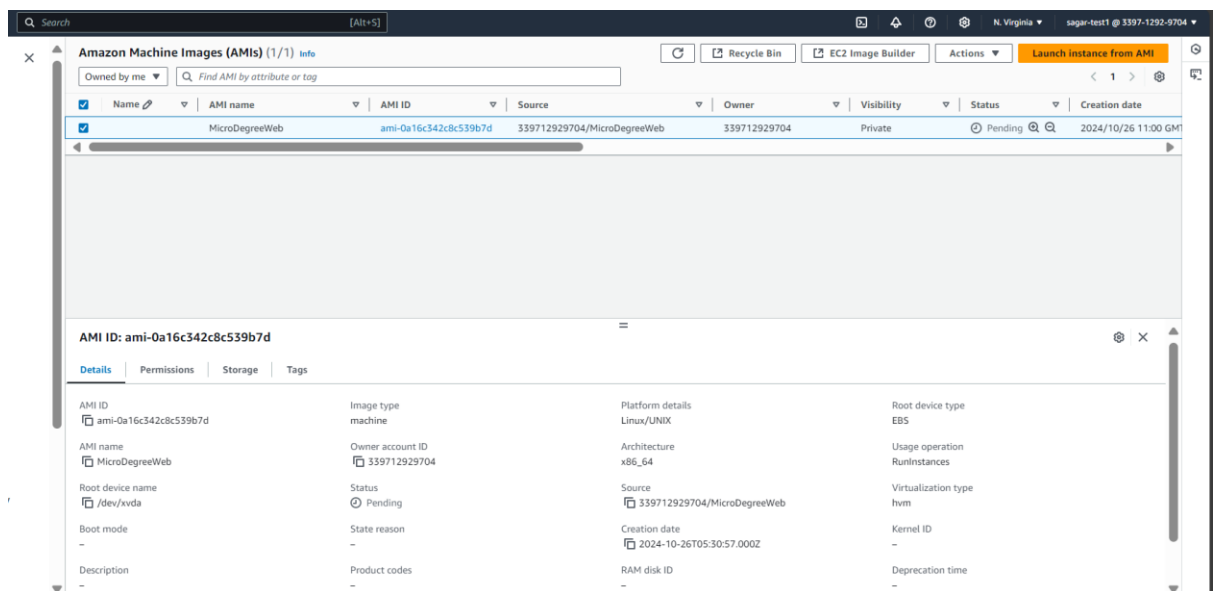 Search [Alt+S] N. Virginia ▼ sagar-test1 @ 3397-1292-9704 ▼
Amazon Machine Images (AMIs) (1/1) Info Recycle Bin EC2 Image Builder Actions ▼ Launch instance from AMI
Owned by me ▼ Find AMI by attribute or tag < 1 >
Name AMI name AMI ID Source Owner Visibility Status Creation date
MicroDegreeWeb ami-0a16c342c8c539b7d 339712929704/MicroDegreeWeb 339712929704 Private Pending 2024/10/26 11:00 GMT
AMI ID: ami-0a16c342c8c539b7d
Details Permissions Storage Tags
AMI ID Image type Platform details Root device type
ami-0a16c342c8c539b7d machine Linux/UNIX EBS
AMI name Owner account ID Architecture Usage operation
MicroDegreeWeb 339712929704 x86_64 RunInstances
Root device name Status Source Virtualization type
/dev/xvda Pending 339712929704/MicroDegreeWeb hvm
Boot mode State reason Creation date Kernel ID
– – 2024-10-26T05:30:57.000Z –
Description Product codes RAM disk ID Deprecation time
– – – –